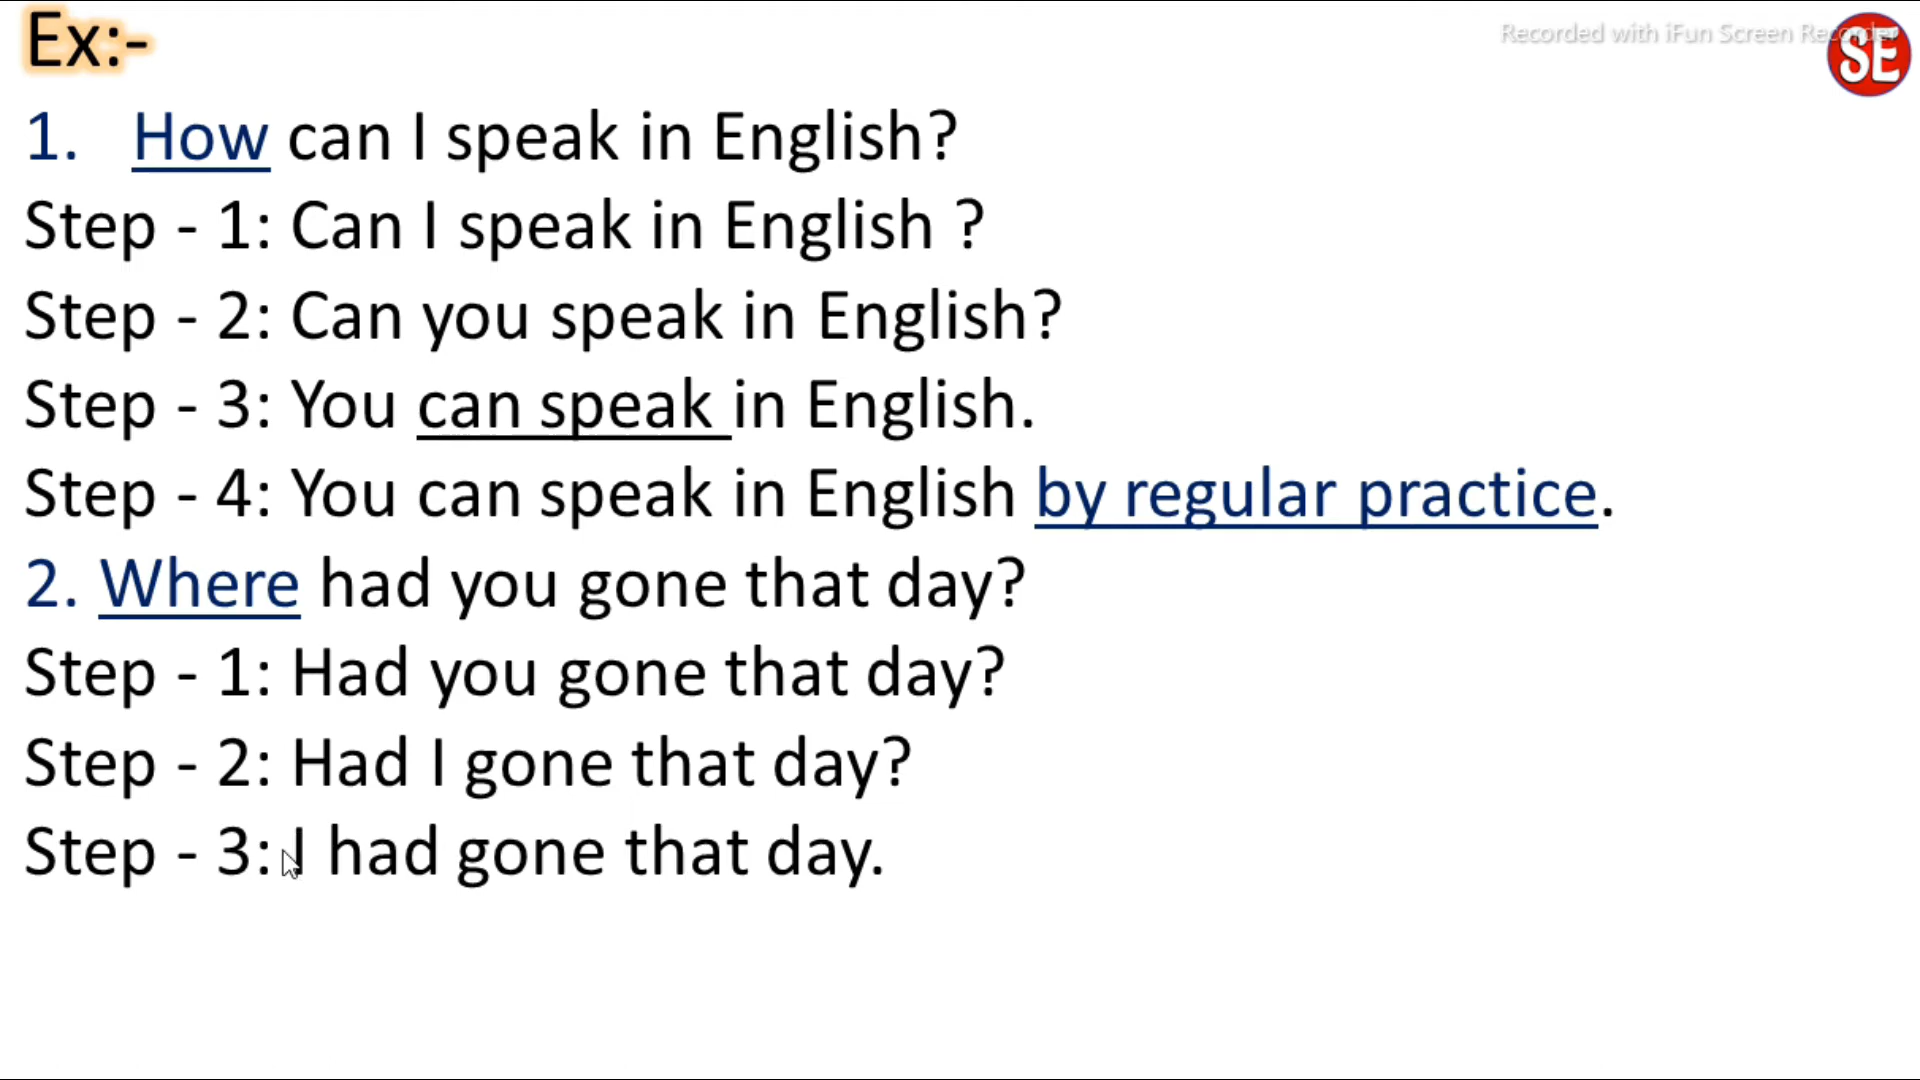 Ex:-
Recorded with iFun Screen Recorder
SE
1. How can I speak in English?
Step - 1: Can I speak in English ?
Step - 2: Can you speak in English?
Step - 3: You can speak in English.
Step - 4: You can speak in English by regular practice.
2. Where had you gone that day?
Step - 1: Had you gone that day?
Step - 2: Had I gone that day?
Step - 3: I had gone that day.